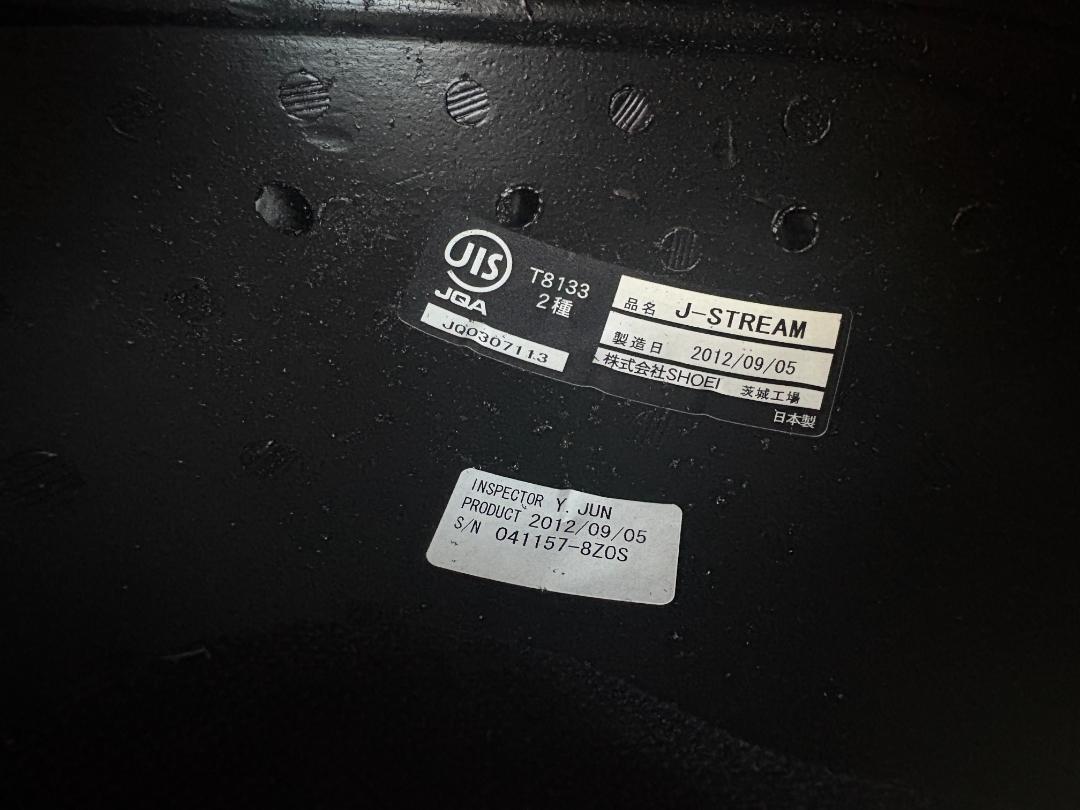 JIS
JQA
T8133
2種
JQ0307113
品名 J-STREAM
製造日 2012/09/05
株式会社SHOEI 茨城工場
日本製
INSPECTOR Y. JUN
PRODUCT 2012/09/05
S/N 041157-8Z0S